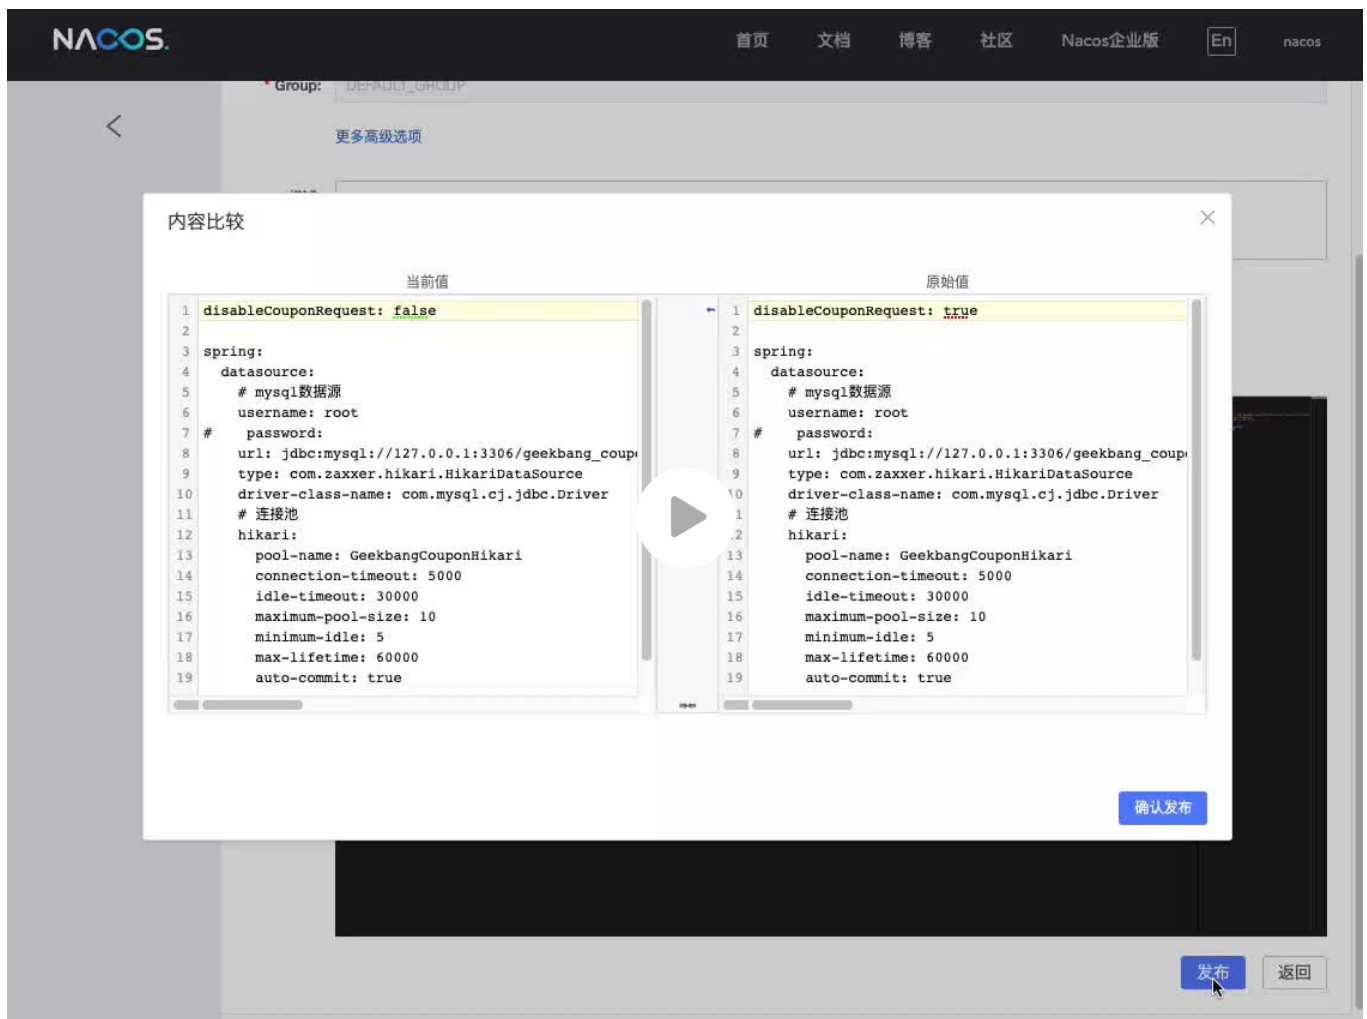 NACOS.
首页 文档 博客 社区 Nacos企业版 En nacos
* Group: DEFAULT_GROUP
更多高级选项
内容比较
当前值
1 disableCouponRequest: false
2
3 spring:
4 datasource:
5 # mysql数据源
6 username: root
7 # password:
8 url: jdbc:mysql://127.0.0.1:3306/geekbang_coup
9 type: com.zaxxer.hikari.HikariDataSource
10 driver-class-name: com.mysql.cj.jdbc.Driver
11 # 连接池
12 hikari:
13 pool-name: GeekbangCouponHikari
14 connection-timeout: 5000
15 idle-timeout: 30000
16 maximum-pool-size: 10
17 minimum-idle: 5
18 max-lifetime: 60000
19 auto-commit: true
原始值
1 disableCouponRequest: true
2
3 spring:
4 datasource:
5 # mysql数据源
6 username: root
7 # password:
8 url: jdbc:mysql://127.0.0.1:3306/geekbang_coup
9 type: com.zaxxer.hikari.HikariDataSource
10 driver-class-name: com.mysql.cj.jdbc.Driver
11 # 连接池
12 hikari:
13 pool-name: GeekbangCouponHikari
14 connection-timeout: 5000
15 idle-timeout: 30000
16 maximum-pool-size: 10
17 minimum-idle: 5
18 max-lifetime: 60000
19 auto-commit: true
确认发布
发布 返回